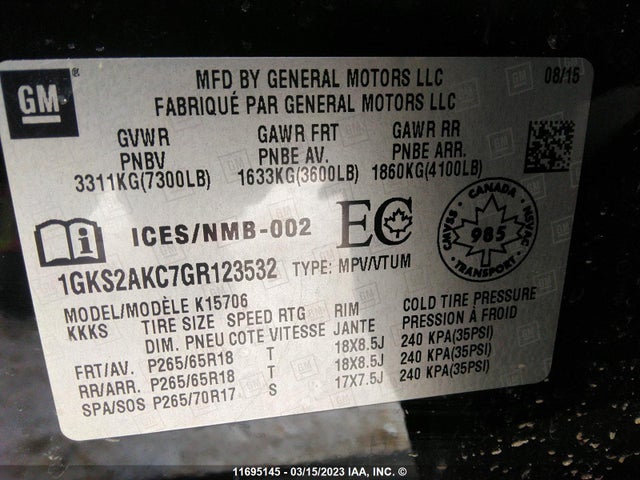 GM
MFD BY GENERAL MOTORS LLC 08/15
FABRIQUÉ PAR GENERAL MOTORS LLC
GVWR GAWR FRT GAWR RR
PNBV PNBE AV. PNBE ARR.
3311KG(7300LB) 1633KG(3600LB) 1860KG(4100LB)
ICES/NMB-002 EC
CANADA
CMVSS NSVAC
985
1GKS2AKC7GR123532 TYPE: MPV/VTUM
MODEL/MODÈLE K15706
KKKS TIRE SIZE SPEED RTG RIM COLD TIRE PRESSURE
DIM. PNEU COTE VITESSE JANTE PRESSION À FROID
FRT/AV. P265/65R18 T 18X8.5J 240 KPA(35PSI)
RR/ARR. P265/65R18 T 18X8.5J 240 KPA(35PSI)
SPA/SOS P265/70R17 S 17X7.5J 240 KPA(35PSI)
11695145 - 03/15/2023 IAA, INC. ©